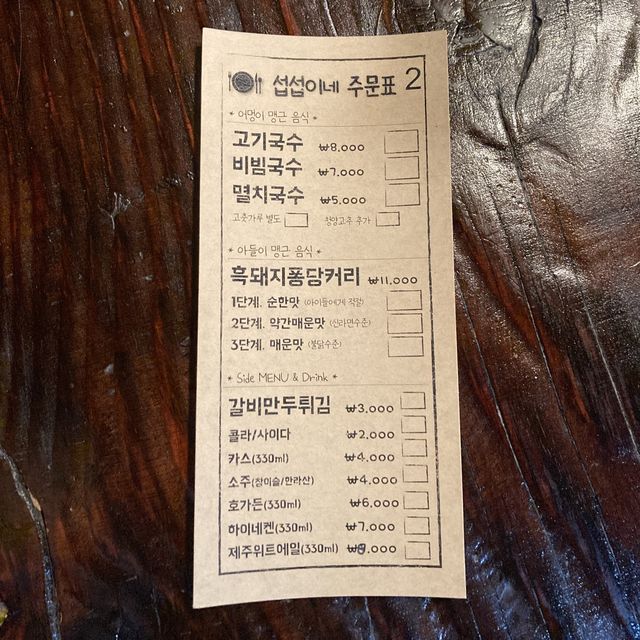 섭섭이네 주문표 2
* 어멍이 맹근 음식 *
고기국수 ₩8,000
비빔국수 ₩7,000
멸치국수 ₩5,000
고춧가루 별도 청양고추 추가
* 아들이 맹근 음식 *
흑돼지퐁당커리 ₩11,000
1단계. 순한맛 (아이들에게 적합)
2단계. 약간매운맛 (신라면수준)
3단계. 매운맛 (불닭수준)
* Side MENU & Drink *
갈비만두튀김 ₩3,000
콜라/사이다 ₩2,000
카스(330ml) ₩4,000
소주(참이슬/한라산) ₩4,000
호가든(330ml) ₩6,000
하이네켄(330ml) ₩7,000
제주위트에일(330ml)